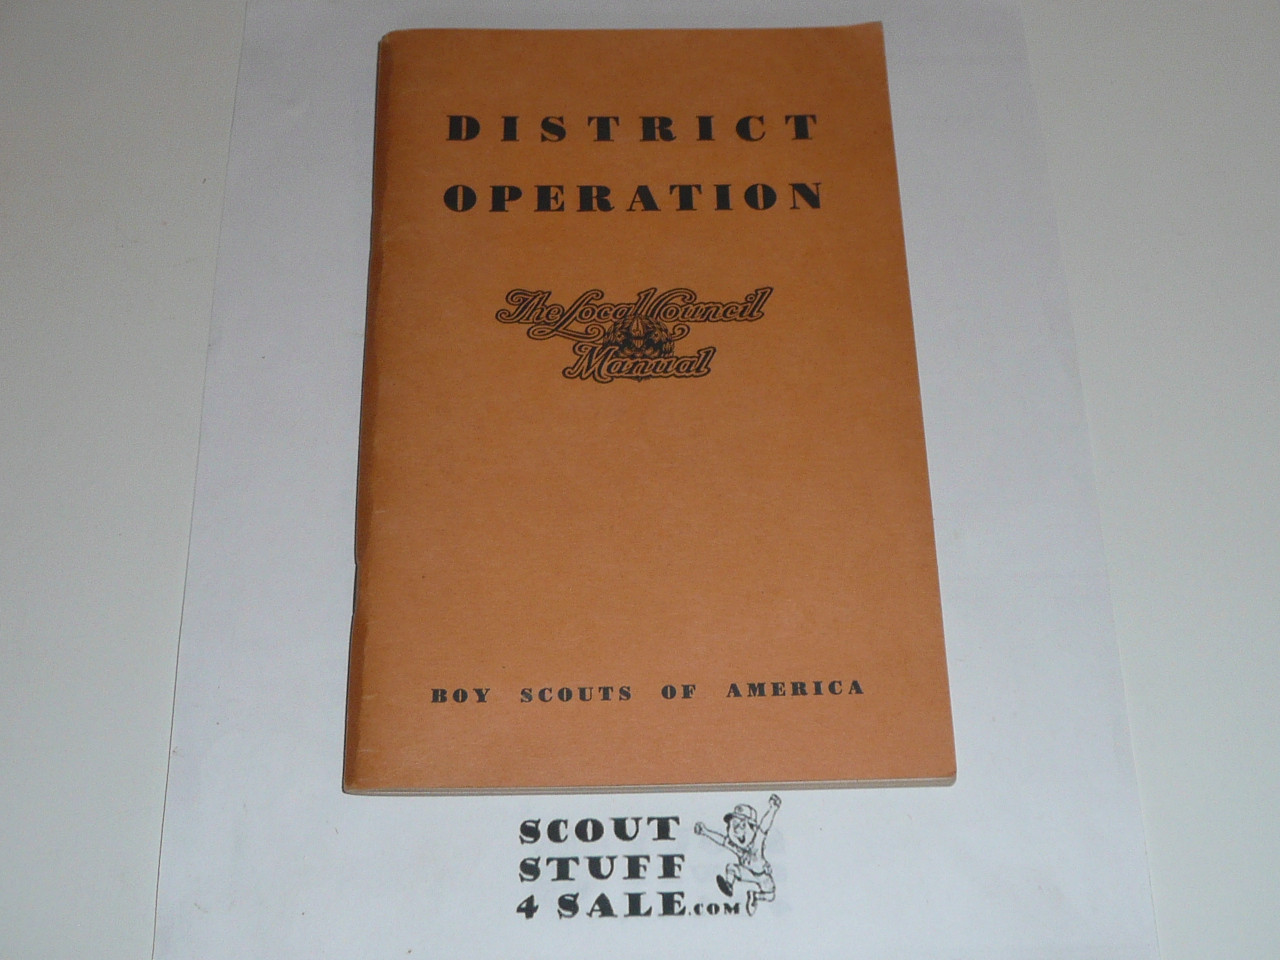 DISTRICT
OPERATION
The Local Council
Manual
BOY SCOUTS OF AMERICA
SCOUT
STUFF
4 SALE.COM